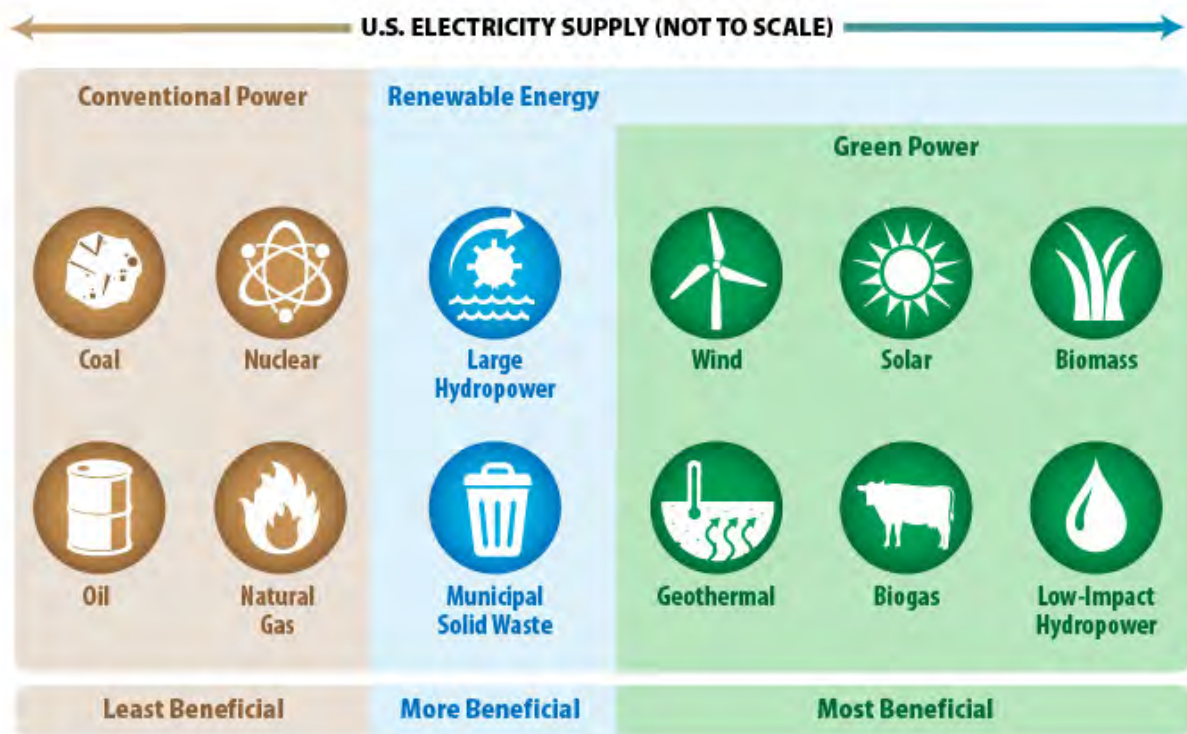 U.S. ELECTRICITY SUPPLY (NOT TO SCALE)
Conventional Power
Renewable Energy
Green Power
Coal
Nuclear
Large
Hydropower
Wind
Solar
Biomass
Oil
Natural
Gas
Municipal
Solid Waste
Geothermal
Biogas
Low-Impact
Hydropower
Least Beneficial
More Beneficial
Most Beneficial